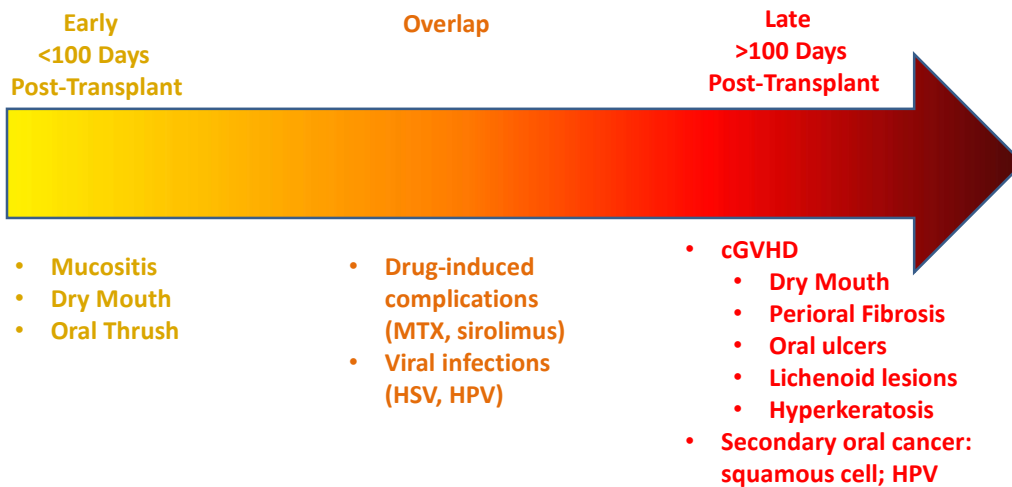 Early
<100 Days
Post-Transplant
Overlap
Late
>100 Days
Post-Transplant
• Mucositis
• Dry Mouth
• Oral Thrush
• Drug-induced
complications
(MTX, sirolimus)
• Viral infections
(HSV, HPV)
• cGVHD
• Dry Mouth
• Perioral Fibrosis
• Oral ulcers
• Lichenoid lesions
• Hyperkeratosis
• Secondary oral cancer:
squamous cell; HPV